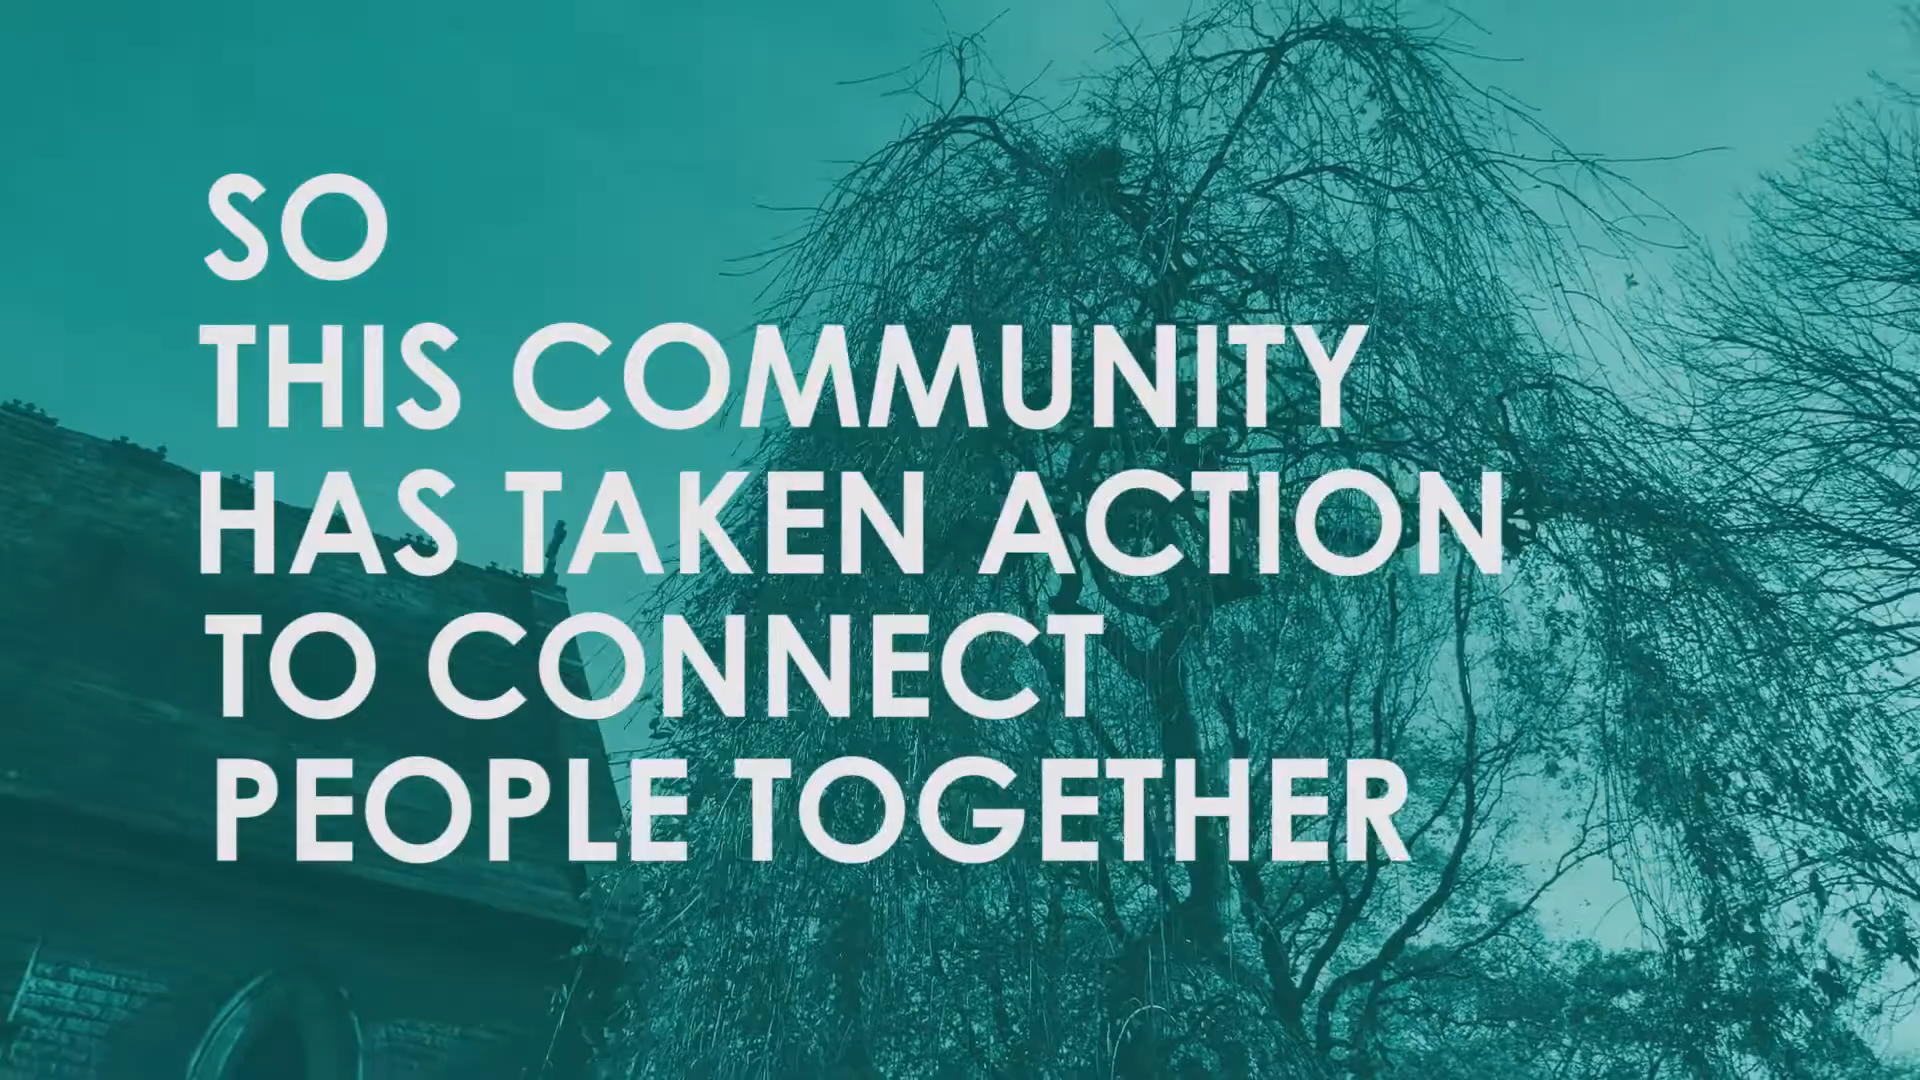 SO
THIS COMMUNITY
HAS TAKEN ACTION
TO CONNECT
PEOPLE TOGETHER